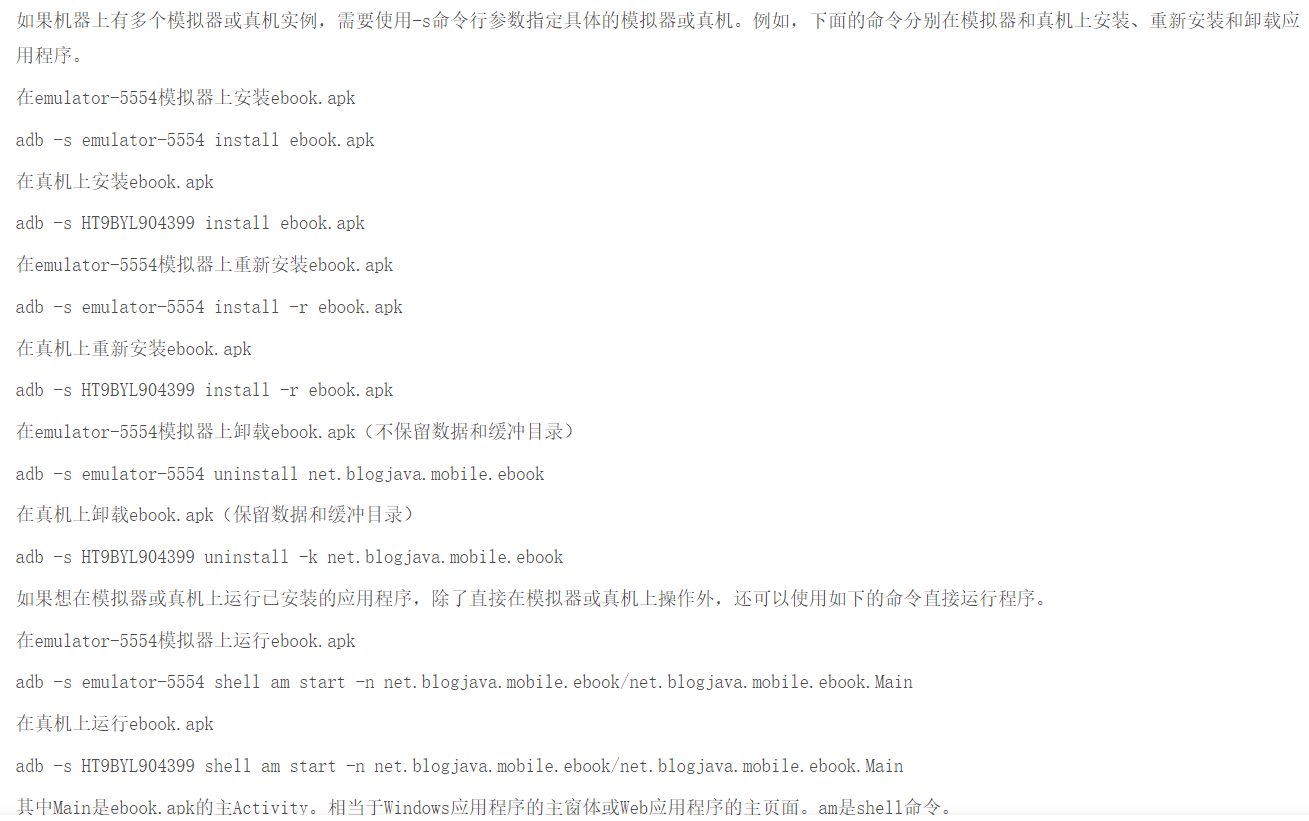 如果机器上有多个模拟器或真机实例，需要使用-s命令行参数指定具体的模拟器或真机。例如，下面的命令分别在模拟器和真机上安装、重新安装和卸载应
用程序。
在emulator-5554模拟器上安装ebook.apk
adb -s emulator-5554 install ebook.apk
在真机上安装ebook.apk
adb -s HT9BYL904399 install ebook.apk
在emulator-5554模拟器上重新安装ebook.apk
adb -s emulator-5554 install -r ebook.apk
在真机上重新安装ebook.apk
adb -s HT9BYL904399 install -r ebook.apk
在emulator-5554模拟器上卸载ebook.apk（不保留数据和缓冲目录）
adb -s emulator-5554 uninstall net.blogjava.mobile.ebook
在真机上卸载ebook.apk（保留数据和缓冲目录）
adb -s HT9BYL904399 uninstall -k net.blogjava.mobile.ebook
如果想在模拟器或真机上运行已安装的应用程序，除了直接在模拟器或真机上操作外，还可以使用如下的命令直接运行程序。
在emulator-5554模拟器上运行ebook.apk
adb -s emulator-5554 shell am start -n net.blogjava.mobile.ebook/net.blogjava.mobile.ebook.Main
在真机上运行ebook.apk
adb -s HT9BYL904399 shell am start -n net.blogjava.mobile.ebook/net.blogjava.mobile.ebook.Main
其中Main是ebook.apk的主Activity。相当于Windows应用程序的主窗体或Web应用程序的主页面。am是shell命令。